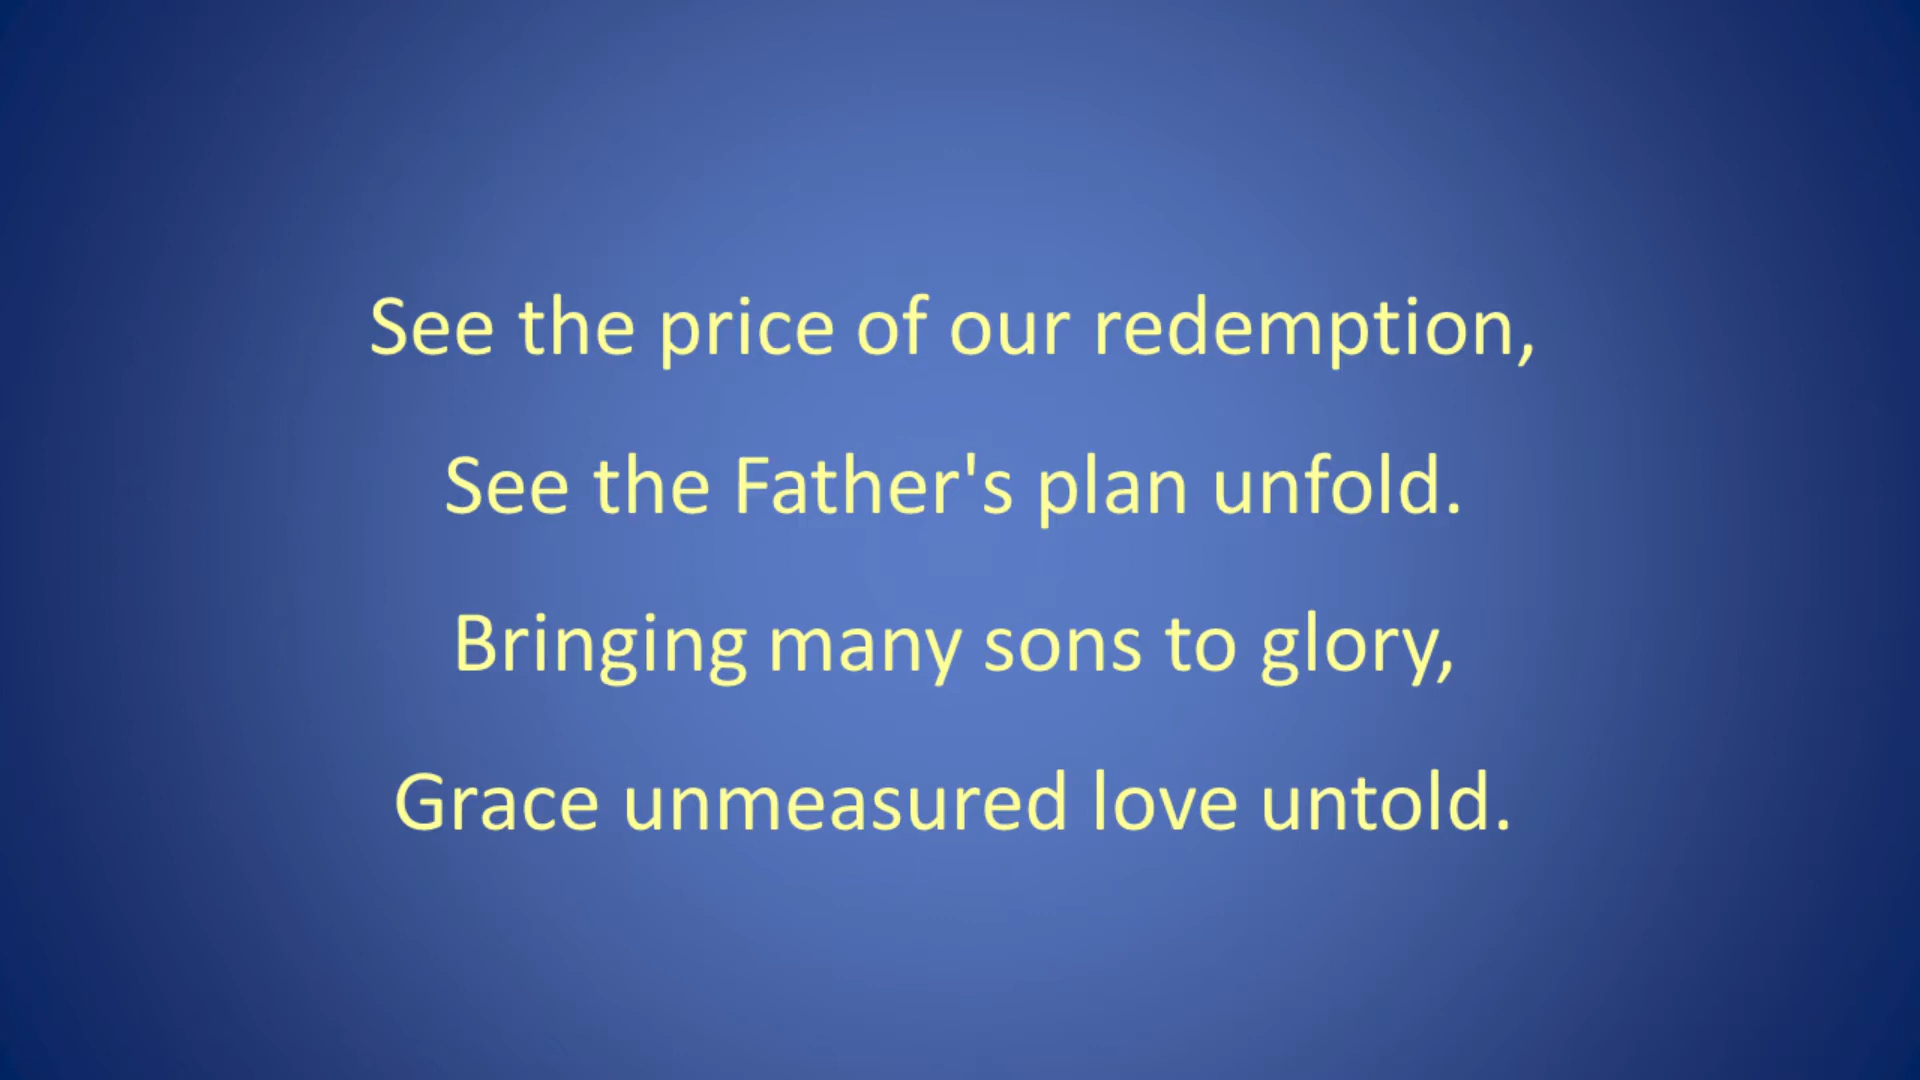 See the price of our redemption,
See the Father's plan unfold.
Bringing many sons to glory,
Grace unmeasured love untold.